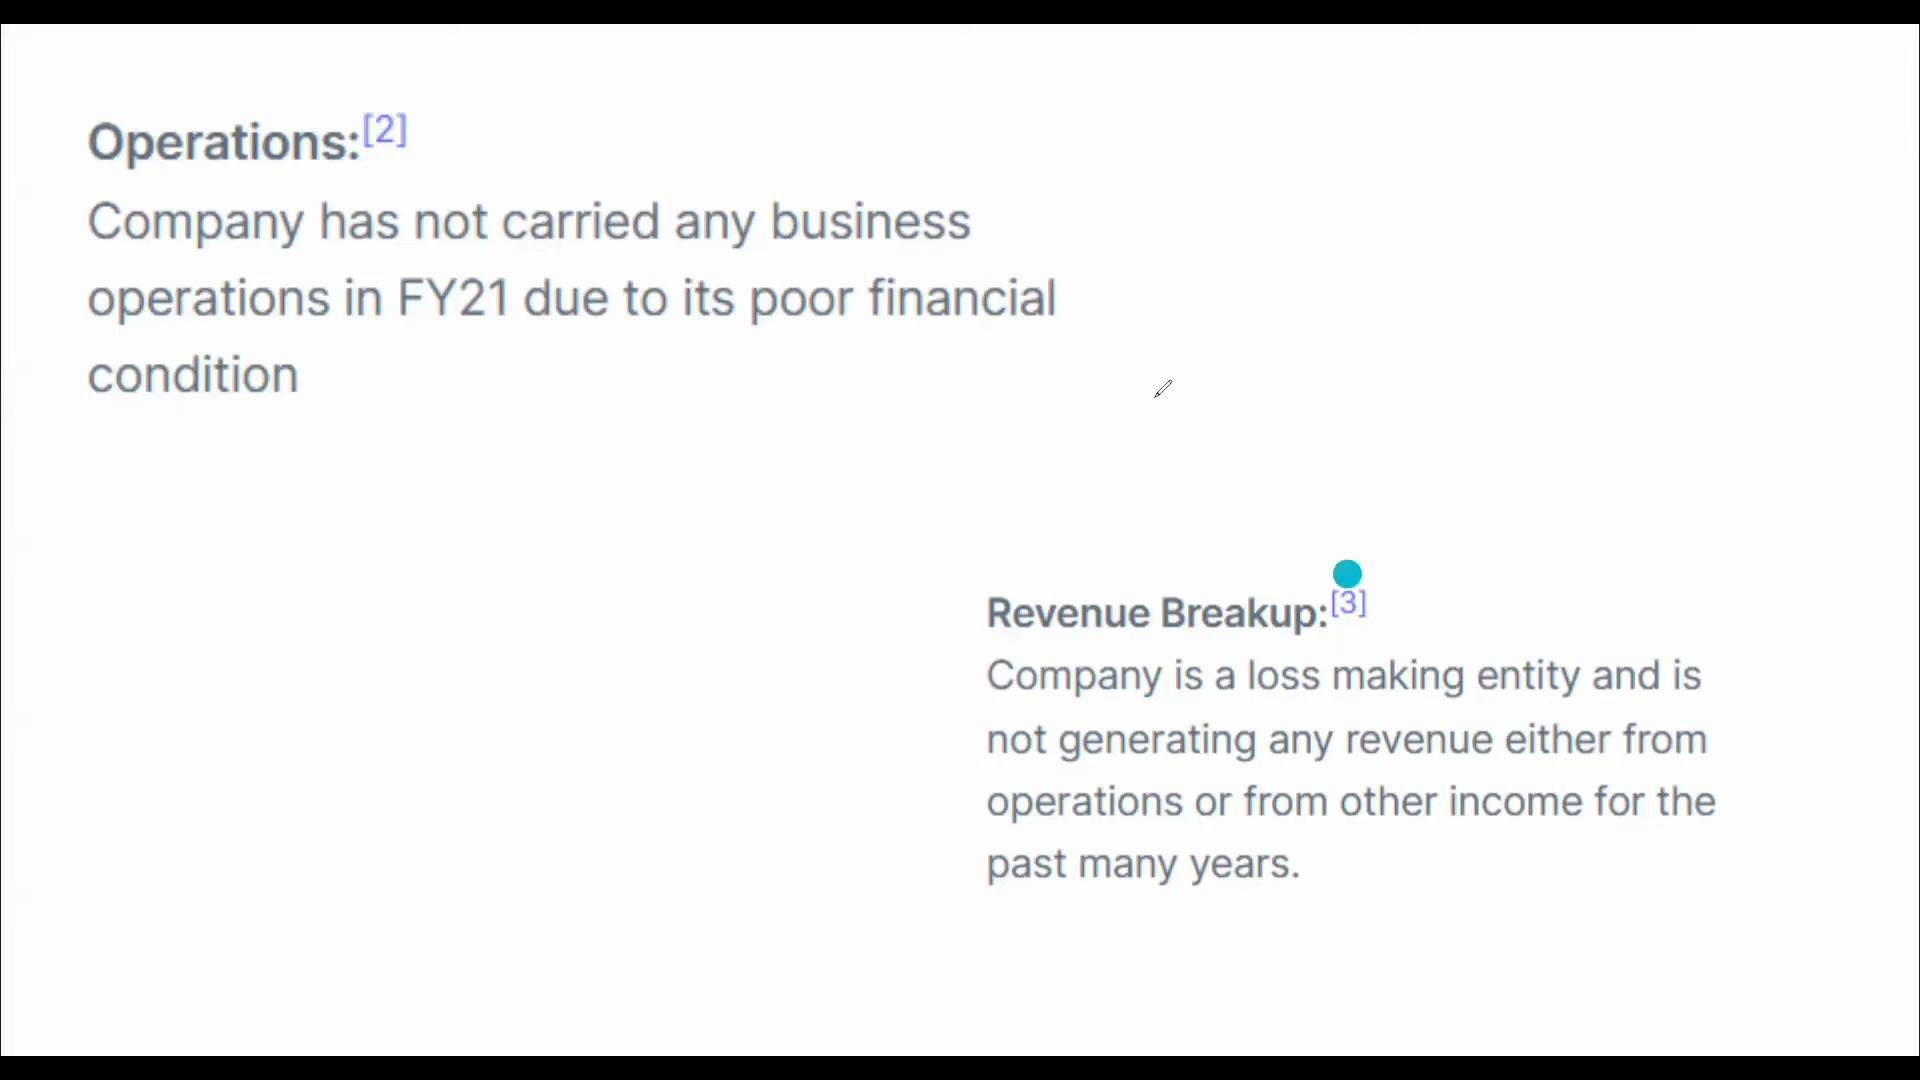 Operations:[2]
Company has not carried any business
operations in FY21 due to its poor financial
condition
Revenue Breakup:[3]
Company is a loss making entity and is
not generating any revenue either from
operations or from other income for the
past many years.